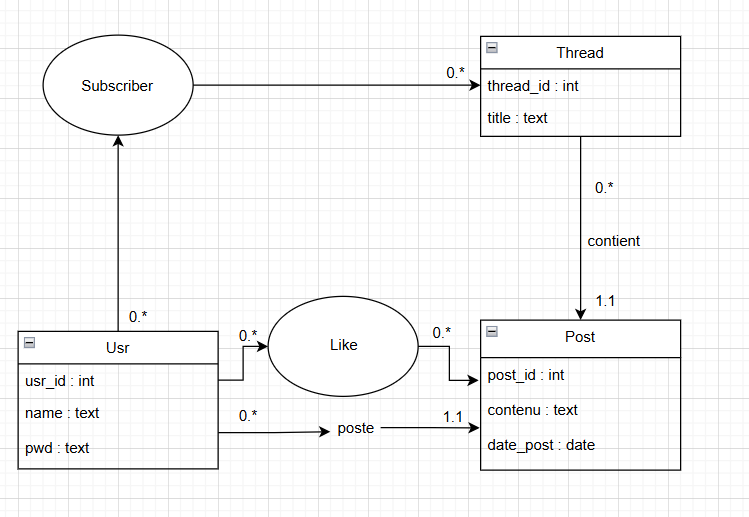 Subscriber
0.*
Thread
thread_id : int
title : text
0.*
contient
1.1
0.*
Usr
usr_id : int
name : text
pwd : text
0.*
Like
0.*
0.*
poste
1.1
Post
post_id : int
contenu : text
date_post : date